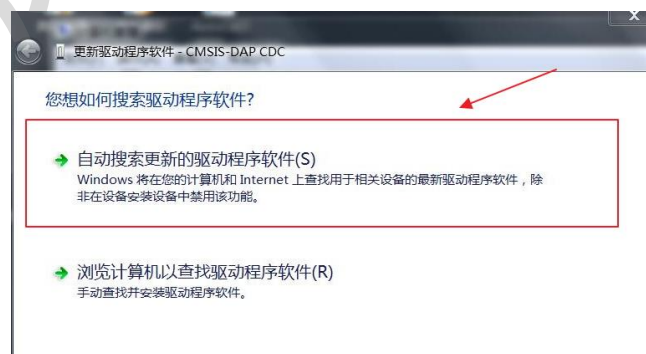 更新驱动程序软件 - CMSIS-DAP CDC
您想如何搜索驱动程序软件?
自动搜索更新的驱动程序软件(S)
Windows 将在您的计算机和 Internet 上查找用于相关设备的最新驱动程序软件，除
非在设备安装设备中禁用该功能。
浏览计算机以查找驱动程序软件(R)
手动查找并安装驱动程序软件。